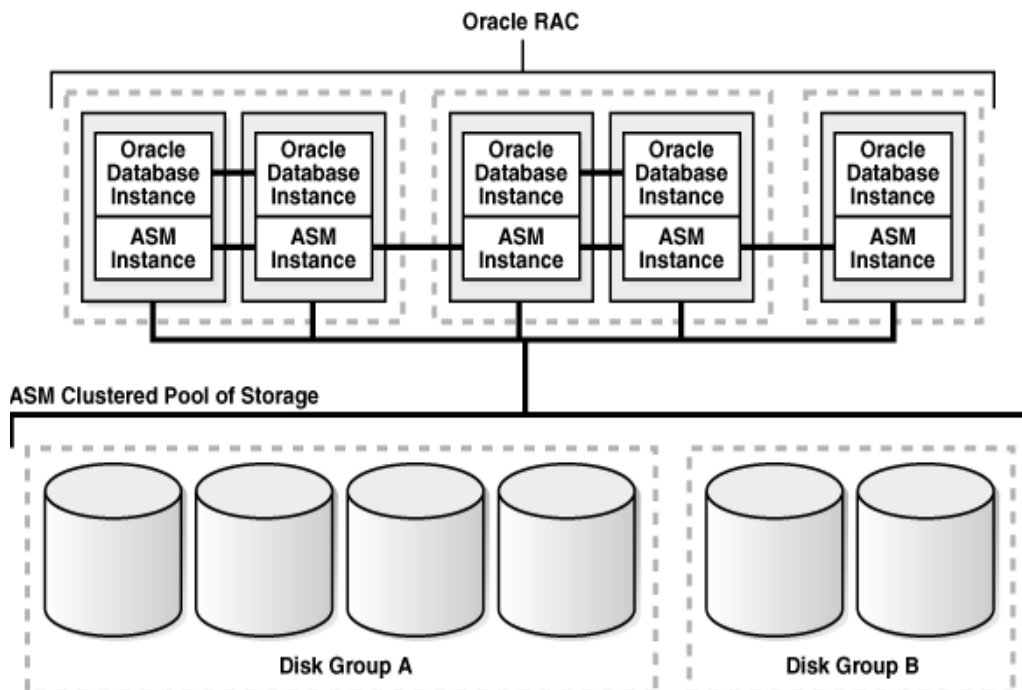 Oracle RAC
Oracle
Database
Instance
ASM
Instance
Oracle
Database
Instance
ASM
Instance
Oracle
Database
Instance
ASM
Instance
Oracle
Database
Instance
ASM
Instance
Oracle
Database
Instance
ASM
Instance
ASM Clustered Pool of Storage
Disk Group A
Disk Group B